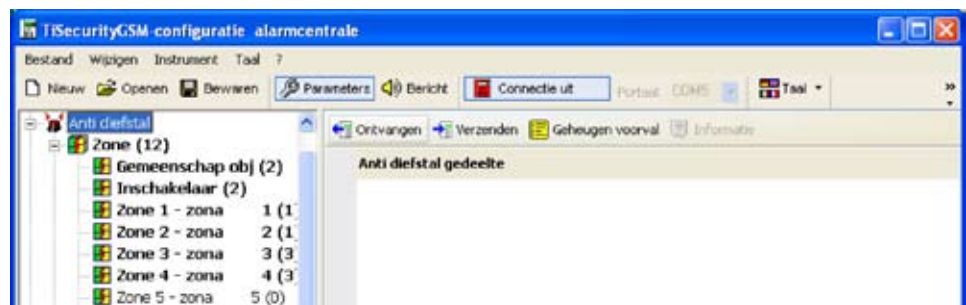 TiSecurityGSM-configuratie alarmcentrale
Bestand Wijzigen Instrument Taal ?
Nieuw Openen Bewaren Parameters Bericht Connectie uit Portaal COM5 Taal
Anti diefstal
Ontvangen Verzenden Geheugen voorval Informatie
Zone (12)
Anti diefstal gedeelte
Gemeenschap obj (2)
Inschakelaar (2)
Zone 1 - zona 1 (1
Zone 2 - zona 2 (1
Zone 3 - zona 3 (3
Zone 4 - zona 4 (3
Zone 5 - zona 5 (0)